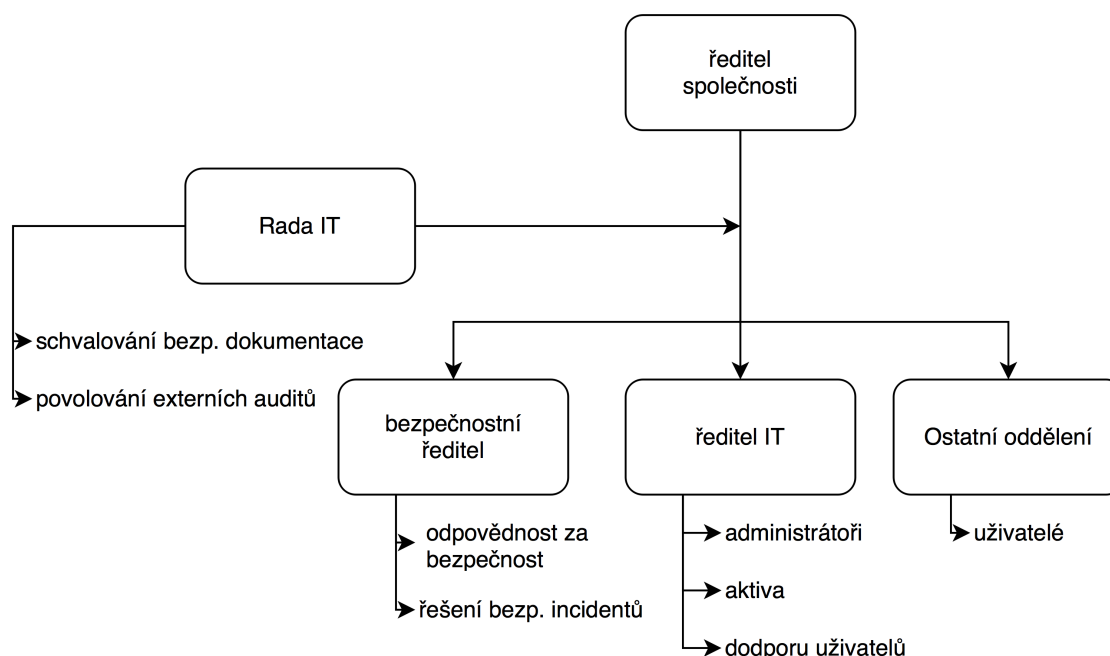 ředitel
společnosti
Rada IT
schvalování bezp. dokumentace
povolování externích auditů
bezpečnostní
ředitel
ředitel IT
Ostatní oddělení
odpovědnost za
bezpečnost
řešení bezp. incidentů
administrátoři
aktiva
dodporu uživatelů
uživatelé